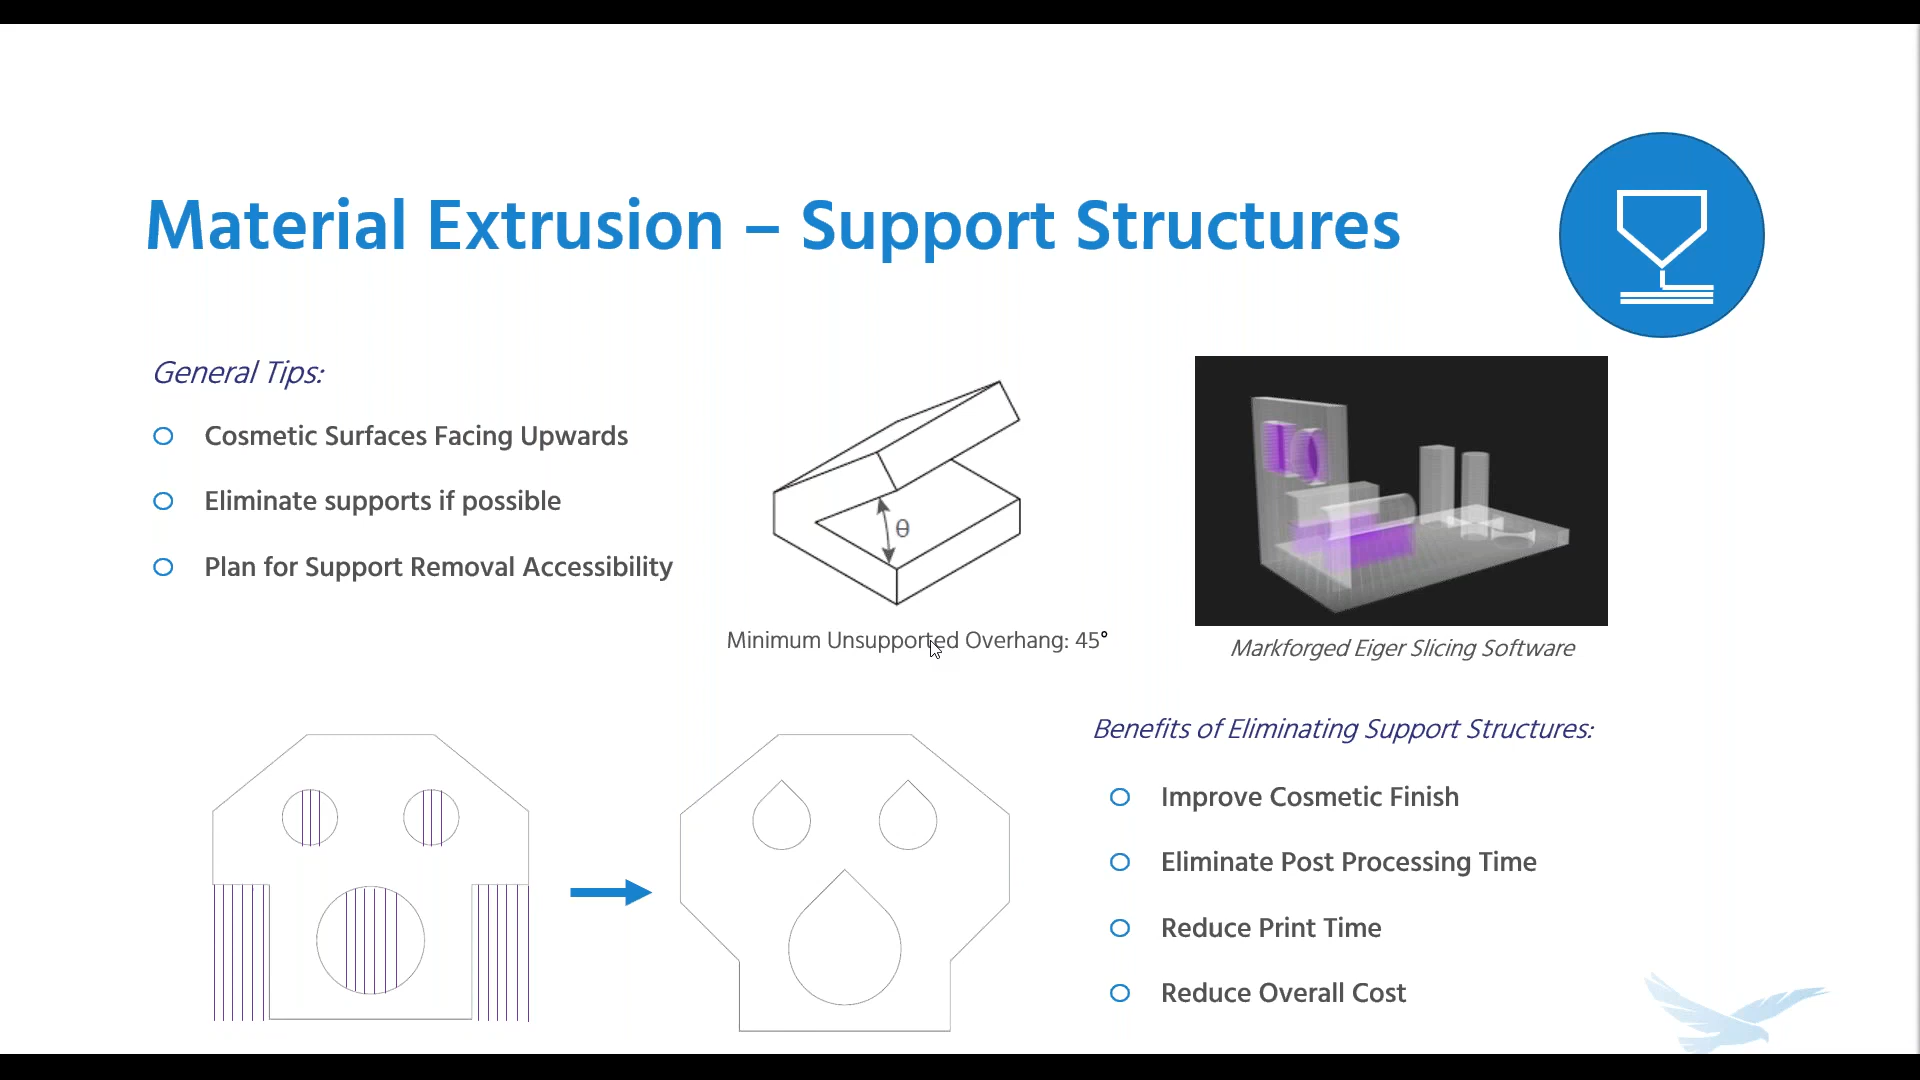 Material Extrusion – Support Structures
General Tips:
Cosmetic Surfaces Facing Upwards
Eliminate supports if possible
Plan for Support Removal Accessibility
θ
Minimum Unsupported Overhang: 45°
Markforged Eiger Slicing Software
Benefits of Eliminating Support Structures:
Improve Cosmetic Finish
Eliminate Post Processing Time
Reduce Print Time
Reduce Overall Cost